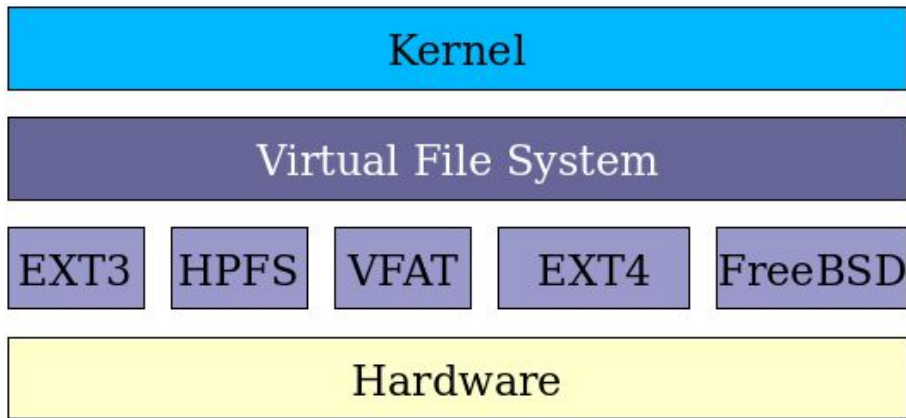 Kernel
Virtual File System
EXT3 HPFS VFAT EXT4 FreeBSD
Hardware